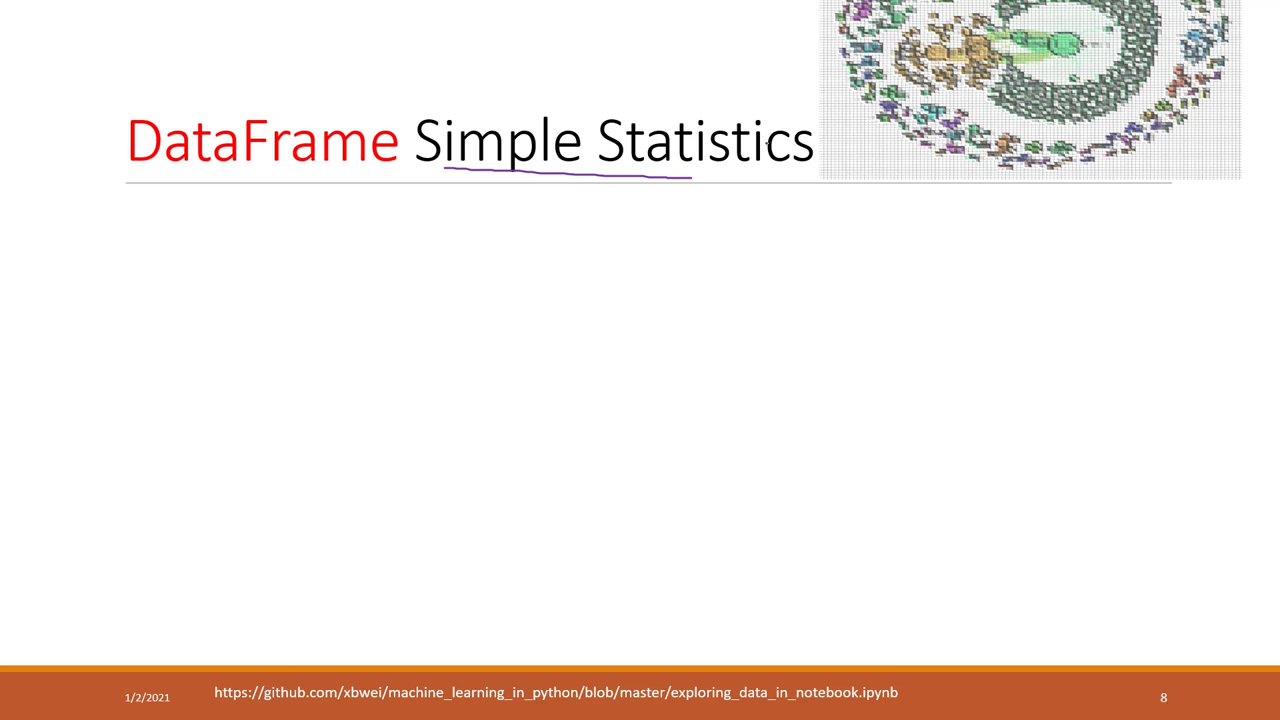 DataFrame Simple Statistics
1/2/2021
https://github.com/xbwei/machine_learning_in_python/blob/master/exploring_data_in_notebook.ipynb
8